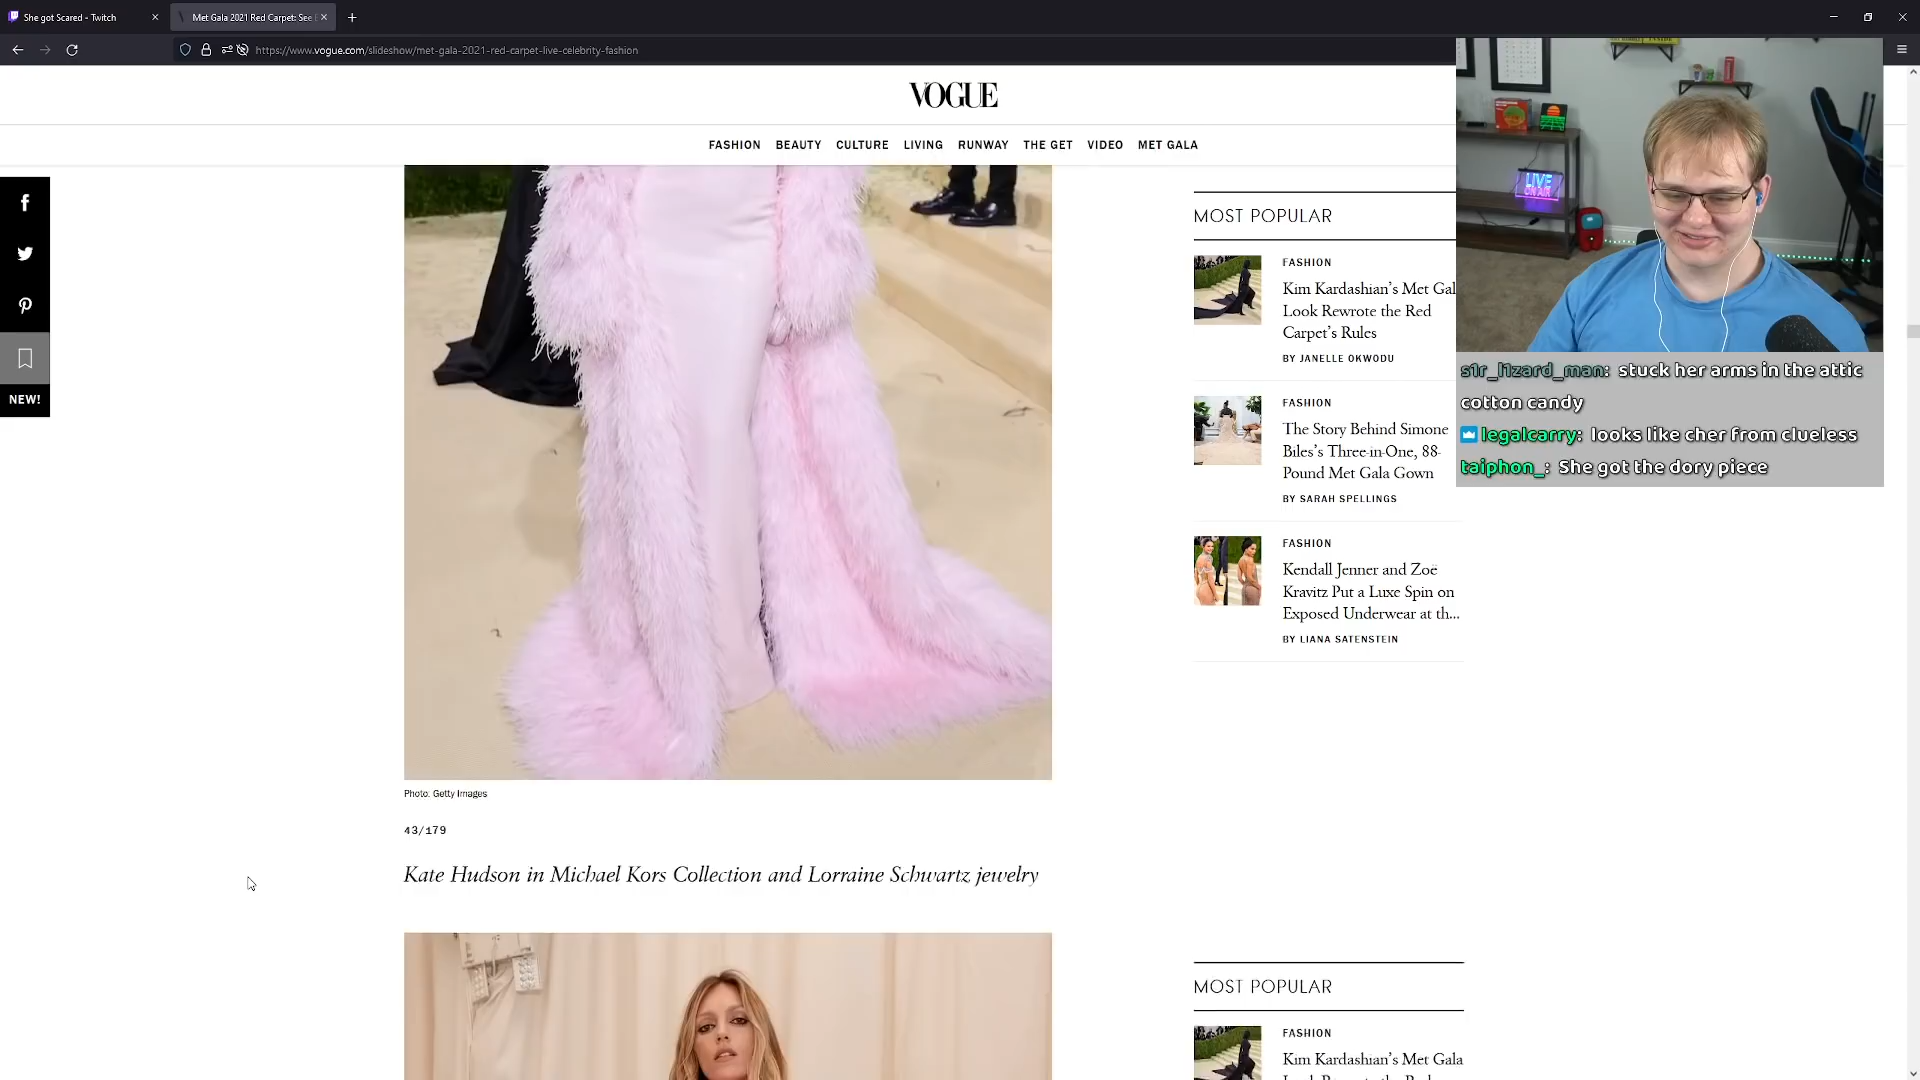 She got Scared - Twitch
Met Gala 2021 Red Carpet: See
https://www.vogue.com/slideshow/met-gala-2021-red-carpet-live-celebrity-fashion
VOGUE
FASHION BEAUTY CULTURE LIVING RUNWAY THE GET VIDEO MET GALA
NEW!
Photo: Getty Images
43/179
Kate Hudson in Michael Kors Collection and Lorraine Schwartz jewelry
MOST POPULAR
FASHION
Kim Kardashian's Met Gal
Look Rewrote the Red
Carpet's Rules
BY JANELLE OKWODU
FASHION
The Story Behind Simone
Biles's Three-in-One, 88-
Pound Met Gala Gown
BY SARAH SPELLINGS
FASHION
Kendall Jenner and Zoë
Kravitz Put a Luxe Spin on
Exposed Underwear at th...
BY LIANA SATENSTEIN
MOST POPULAR
FASHION
Kim Kardashian's Met Gala
LIVE
ON AIR
s1r_l1zard_man: stuck her arms in the attic
cotton candy
legalcarry: looks like cher from clueless
taiphon_: She got the dory piece